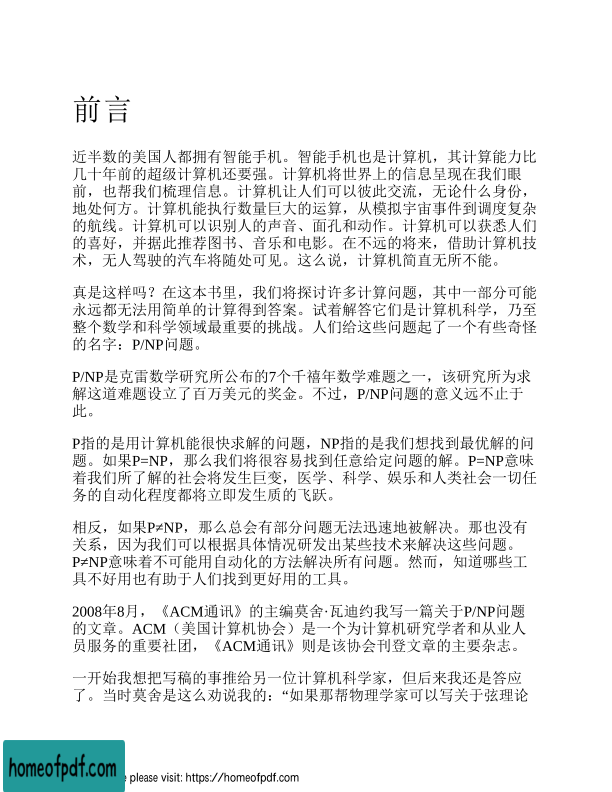 前言
近半数的美国人都拥有智能手机。智能手机也是计算机，其计算能力比
几十年前的超级计算机还要强。计算机将世界上的信息呈现在我们眼
前，也帮我们梳理信息。计算机让人们可以彼此交流，无论什么身份，
地处何方。计算机能执行数量巨大的运算，从模拟宇宙事件到调度复杂
的航线。计算机可以识别人的声音、面孔和动作。计算机可以获悉人们
的喜好，并据此推荐图书、音乐和电影。在不远的将来，借助计算机技
术，无人驾驶的汽车将随处可见。这么说，计算机简直无所不能。
真是这样吗？在这本书里，我们将探讨许多计算问题，其中一部分可能
永远都无法用简单的计算得到答案。试着解答它们是计算机科学，乃至
整个数学和科学领域最重要的挑战。人们给这些问题起了一个有些奇怪
的名字：P/NP问题。
P/NP是克雷数学研究所公布的7个千禧年数学难题之一，该研究所为求
解这道难题设立了百万美元的奖金。不过，P/NP问题的意义远不止于
此。
P指的是用计算机能很快求解的问题，NP指的是我们想找到最优解的问
题。如果P=NP，那么我们将很容易找到任意给定问题的解。P=NP意味
着我们所了解的社会将发生巨变，医学、科学、娱乐和人类社会一切任
务的自动化程度都将立即发生质的飞跃。
相反，如果P≠NP，那么总会有部分问题无法迅速地被解决。那也没有
关系，因为我们可以根据具体情况研发出某些技术来解决这些问题。
P≠NP意味着不可能用自动化的方法解决所有问题。然而，知道哪些工
具不好用也有助于人们找到更好用的工具。
2008年8月，《ACM通讯》的主编莫舍·瓦迪约我写一篇关于P/NP问题
的文章。ACM（美国计算机协会）是一个为计算机研究学者和从业人
员服务的重要社团，《ACM通讯》则是该协会刊登文章的主要杂志。
一开始我想把写稿的事推给另一位计算机科学家，但后来我还是答应
了。当时莫舍是这么劝说我的：“如果那帮物理学家可以写关于弦理论
homeofpdf.com
please visit: https://homeofpdf.com